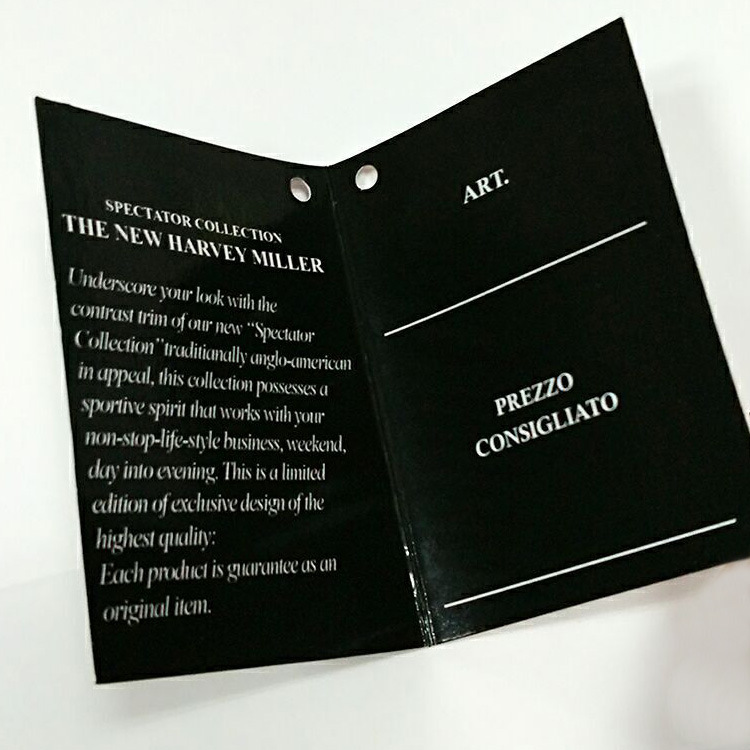 SPECTATOR COLLECTION
THE NEW HARVEY MILLER
Underscore your look with the
contrast trim of our new "Spectator
Collection" traditianally anglo-american
in appeal, this collection possesses a
sportive spirit that works with your
non-stop-life-style business, weekend,
day into evening. This is a limited
edition of exclusive design of the
highest quality:
Each product is guarantee as an
original item.
ART.
PREZZO
CONSIGLIATO